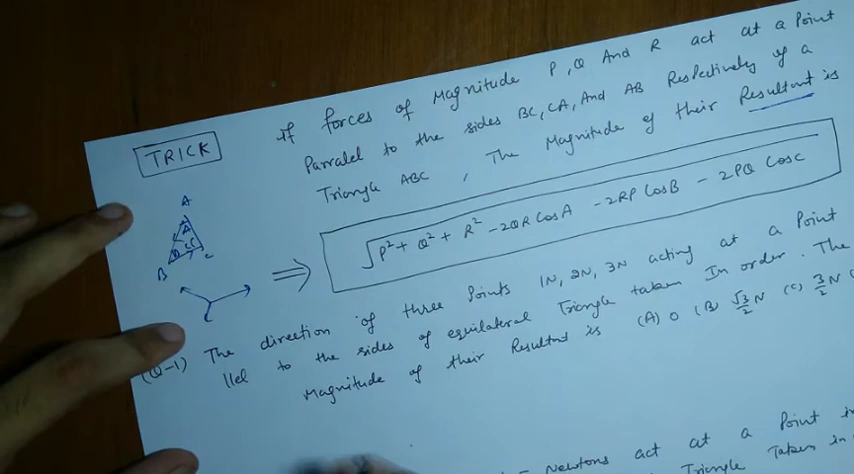 TRICK
If forces of Magnitude P, Q And R act at a Point
Parralel to the sides BC, CA, And AB Respectively of a
Triangle ABC, The Magnitude of their Resultant is
√P² + Q² + R² - 2QR CosA - 2RP CosB - 2PQ CosC
A
B
C
(Q-1) The direction of three Points 1N, 2N, 3N acting at a Point
llel to the sides of equilateral Triangle taken In order. The
Magnitude of their Resultant is (A) 0 (B) √3/2 N (C) 3/2 N
Newtons act at a Point in
Triangle Taken in